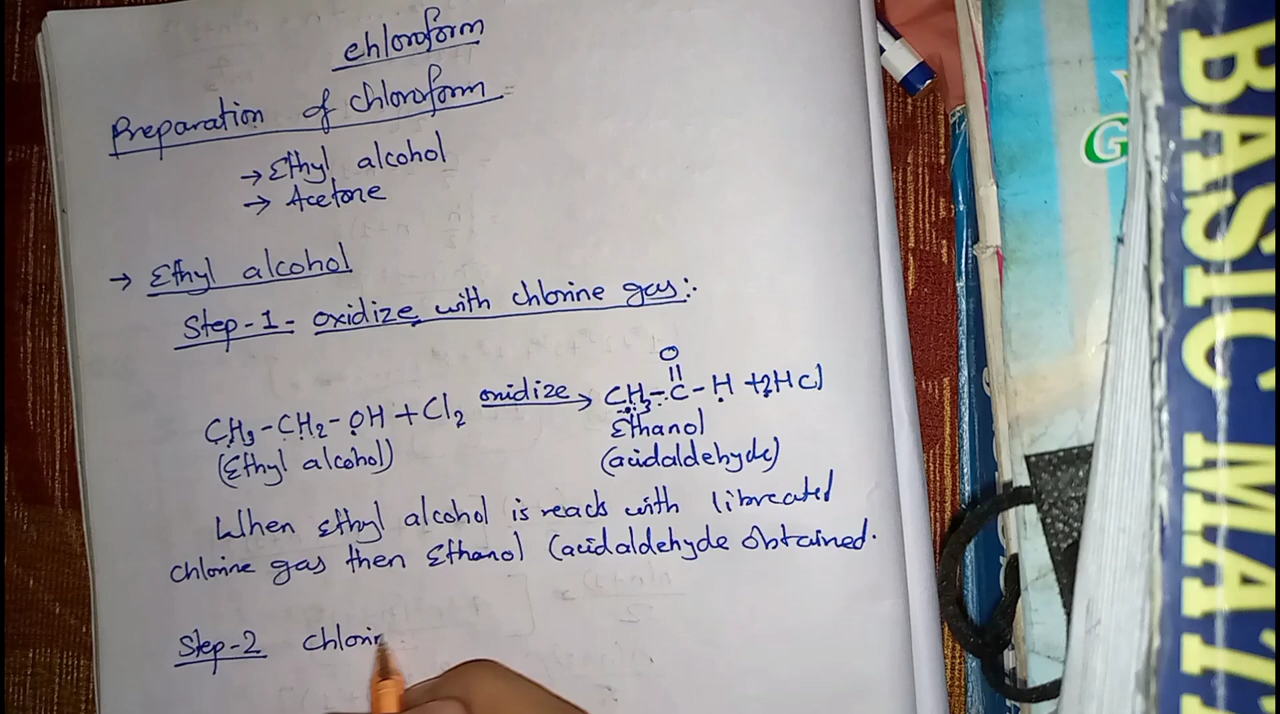 chloroform
Preparation of chloroform :-
→ Ethyl alcohol
→ Acetone
→ Ethyl alcohol
Step-1- oxidize with chlorine gas:-
O
||
CH3-CH2-OH + Cl2 oxidize → CH3-C-H +2HCl
(Ethyl alcohol) Ethanol
(acidaldehyde)
When Ethyl alcohol is reacts with libreated
chlorine gas then Ethanol (acidaldehyde obtained.
Step-2 chlorin
BASIC MAT
G